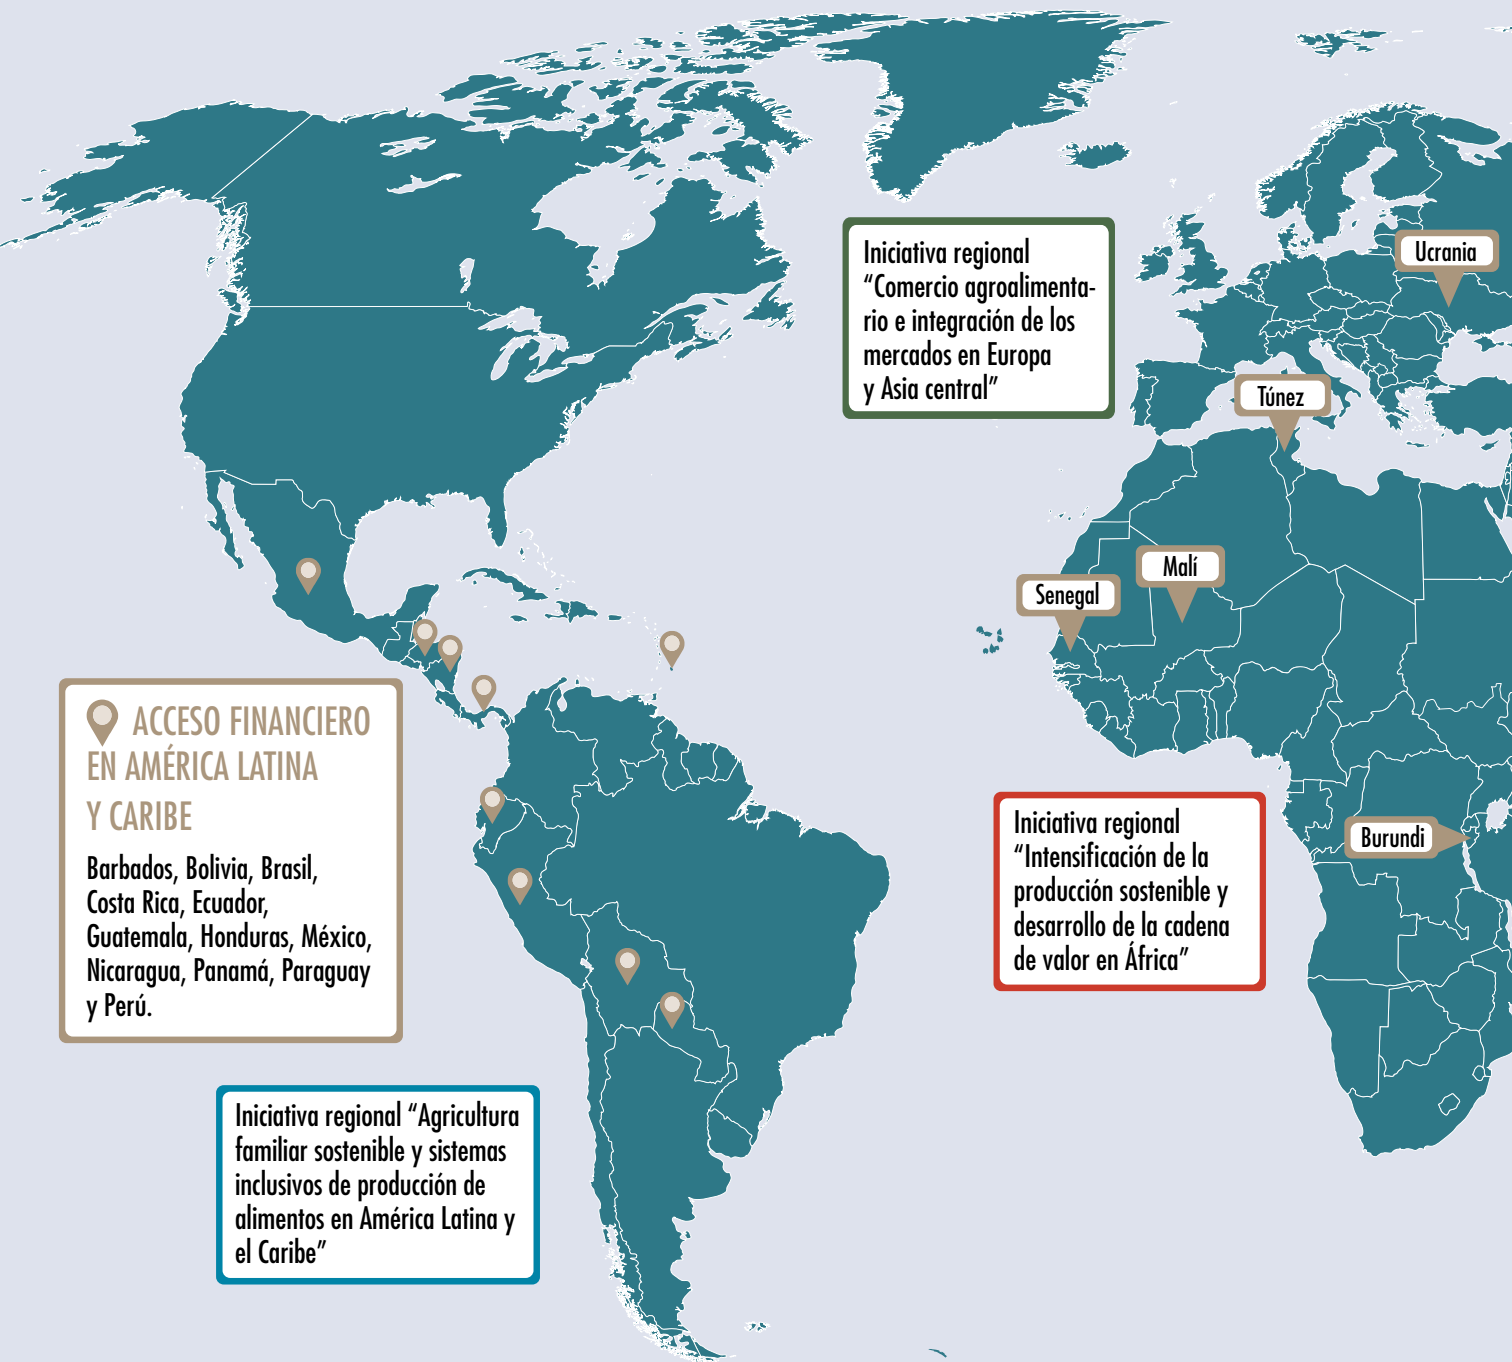 Iniciativa regional
“Comercio agroalimenta-
rio e integración de los
mercados en Europa
y Asia central”
Ucrania
Túnez
Malí
Senegal
ACCESO FINANCIERO
EN AMÉRICA LATINA
Y CARIBE
Barbados, Bolivia, Brasil,
Costa Rica, Ecuador,
Guatemala, Honduras, México,
Nicaragua, Panamá, Paraguay
y Perú.
Iniciativa regional
“Intensificación de la
producción sostenible y
desarrollo de la cadena
de valor en África”
Burundi
Iniciativa regional “Agricultura
familiar sostenible y sistemas
inclusivos de producción de
alimentos en América Latina y
el Caribe”